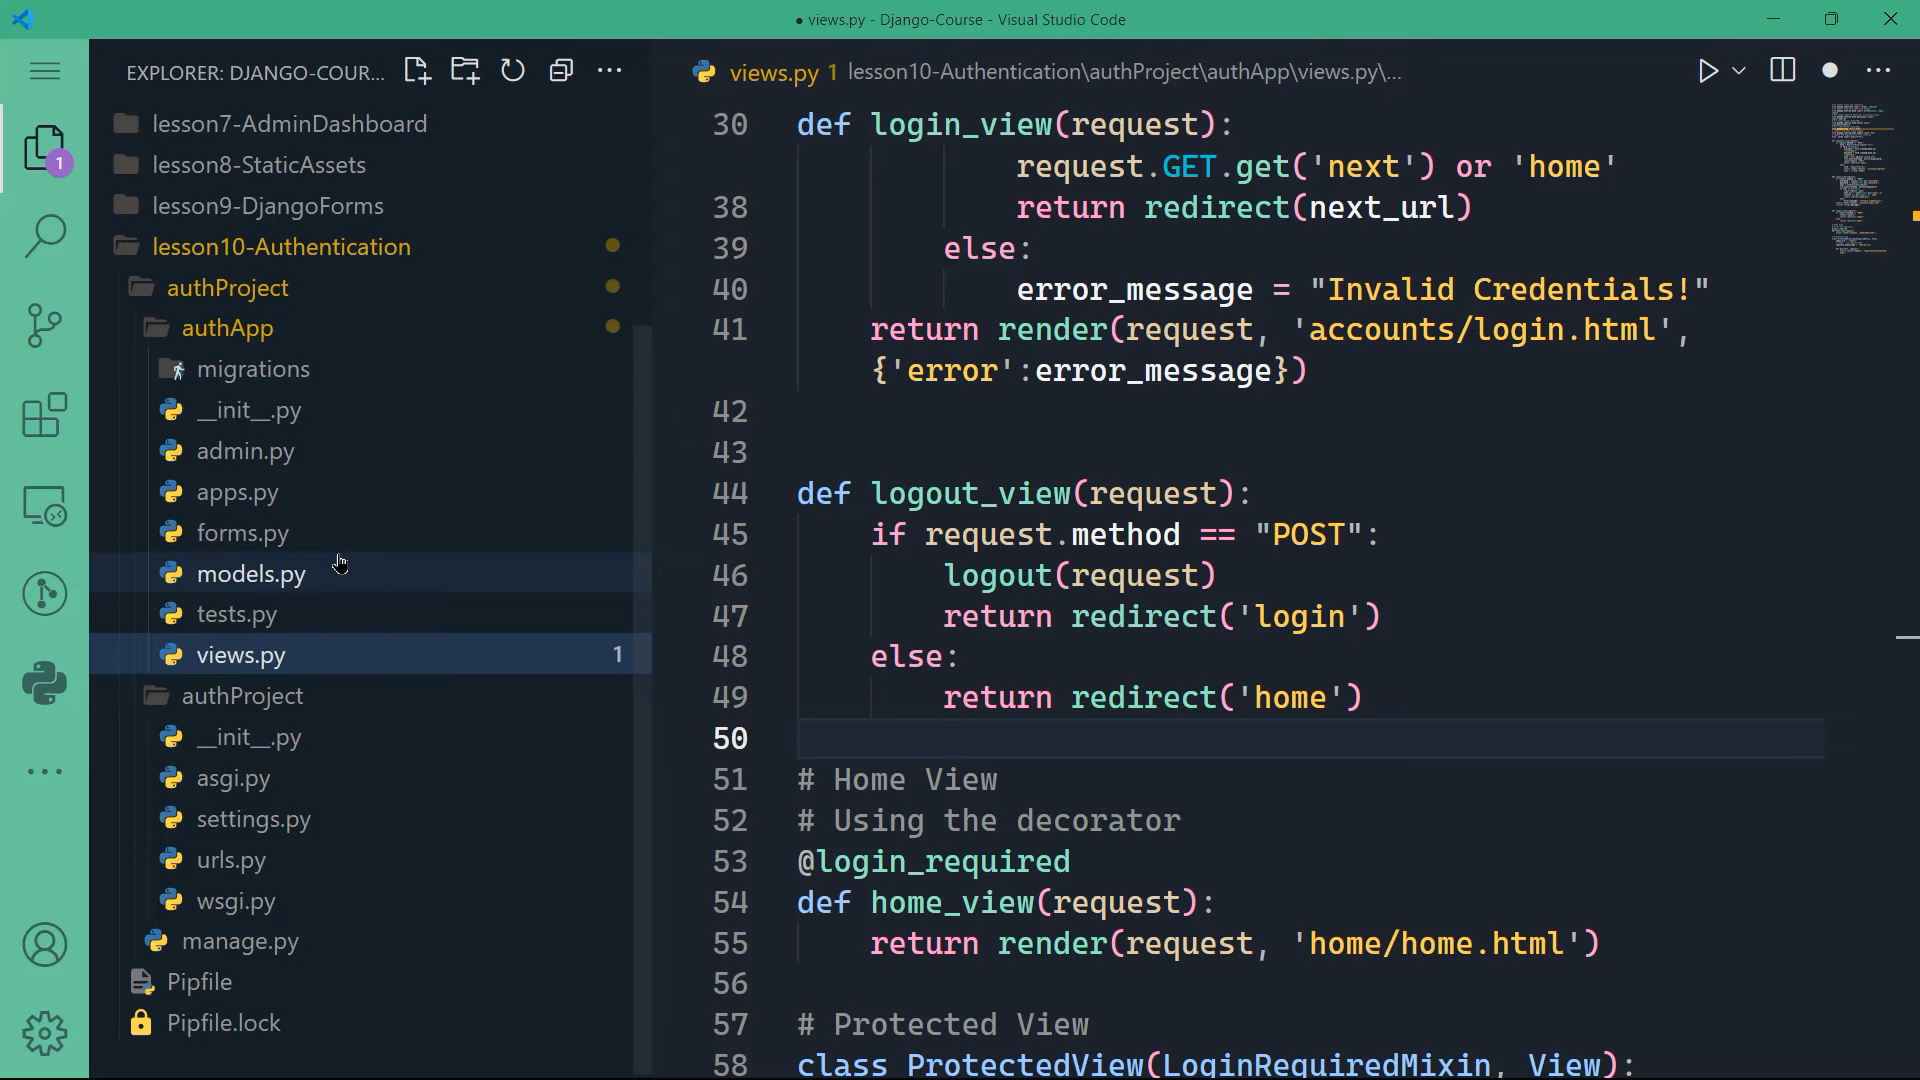 ● views.py - Django-Course - Visual Studio Code
EXPLORER: DJANGO-COUR...
lesson7-AdminDashboard
lesson8-StaticAssets
lesson9-DjangoForms
lesson10-Authentication
authProject
authApp
migrations
__init__.py
admin.py
apps.py
forms.py
models.py
tests.py
views.py 1
authProject
__init__.py
asgi.py
settings.py
urls.py
wsgi.py
manage.py
Pipfile
Pipfile.lock
1
views.py 1 lesson10-Authentication\authProject\authApp\views.py\...
30 def login_view(request):
request.GET.get('next') or 'home'
38 return redirect(next_url)
39 else:
40 error_message = "Invalid Credentials!"
41 return render(request, 'accounts/login.html',
{'error':error_message})
42
43
44 def logout_view(request):
45 if request.method == "POST":
46 logout(request)
47 return redirect('login')
48 else:
49 return redirect('home')
50
51 # Home View
52 # Using the decorator
53 @login_required
54 def home_view(request):
55 return render(request, 'home/home.html')
56
57 # Protected View
58 class ProtectedView(LoginRequiredMixin, View):